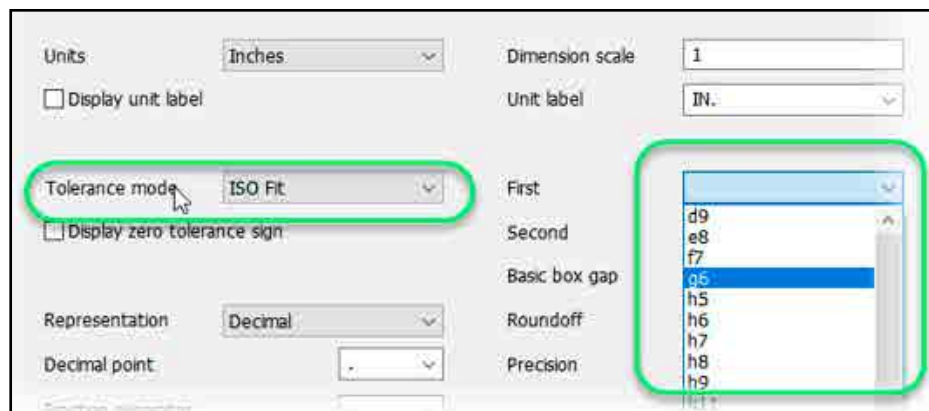 Units Inches Dimension scale 1
Display unit label Unit label IN.
Tolerance mode ISO Fit First
d9
Display zero tolerance sign Second e8
f7
Basic box gap g6
h5
Representation Decimal Roundoff h6
h7
Decimal point . Precision h8
h9